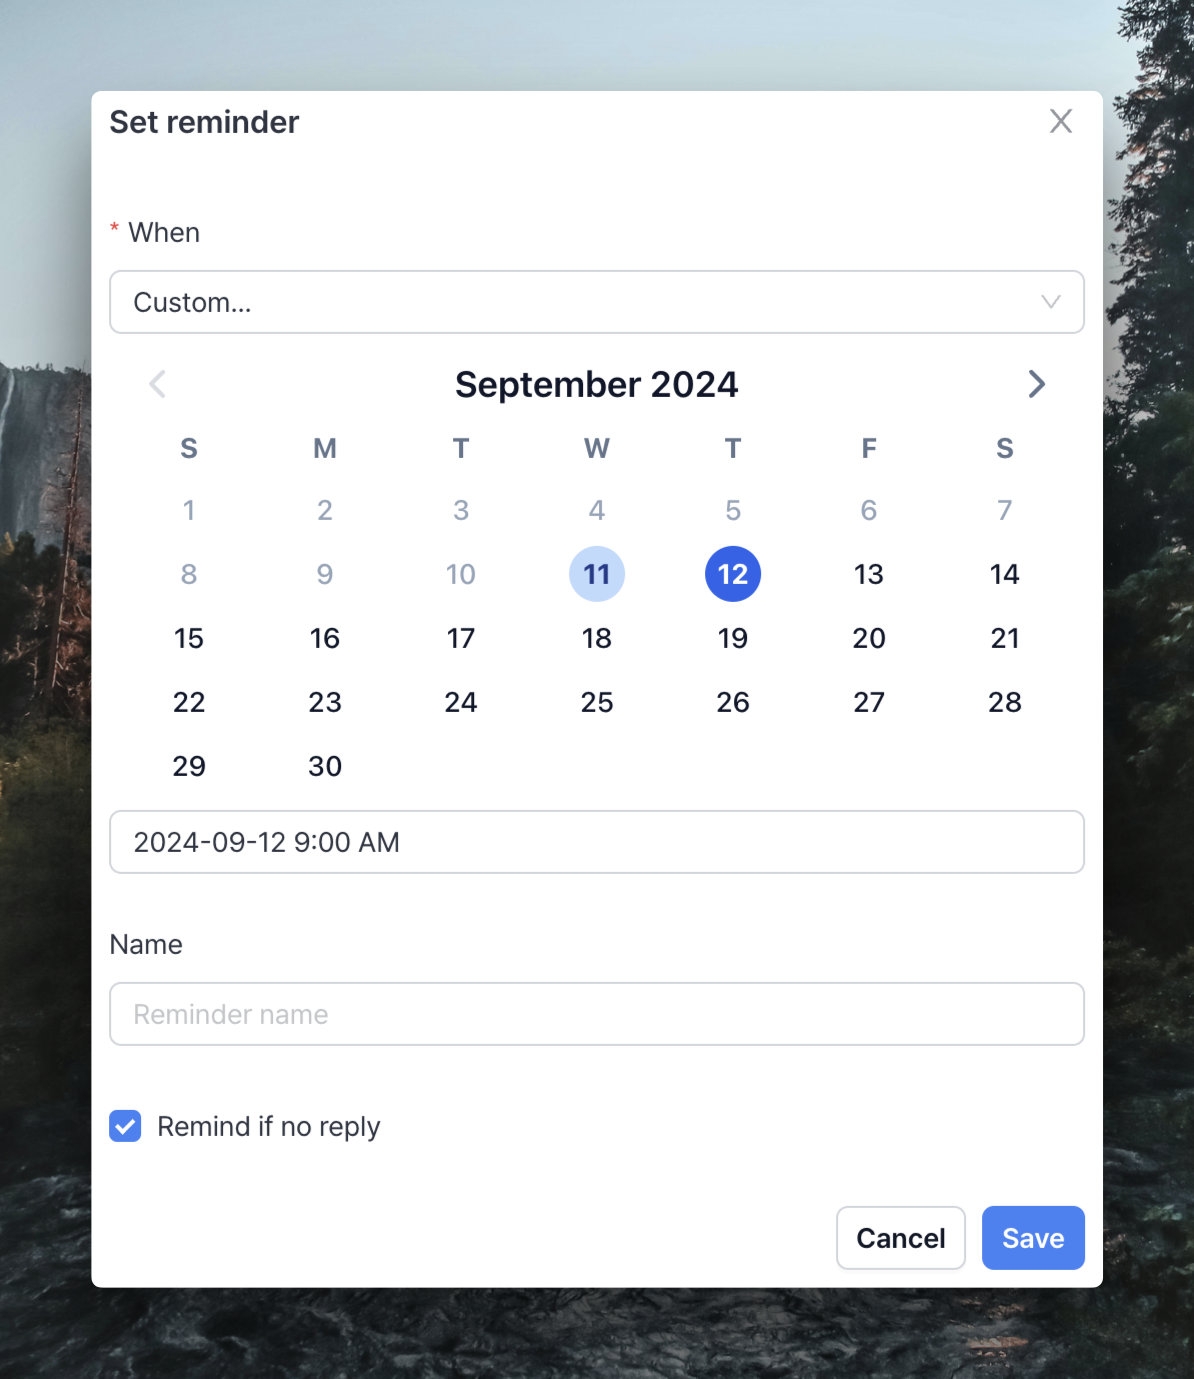 Set reminder
* When
Custom...
September 2024
S M T W T F S
1 2 3 4 5 6 7
8 9 10 11 12 13 14
15 16 17 18 19 20 21
22 23 24 25 26 27 28
29 30
2024-09-12 9:00 AM
Name
Reminder name
Remind if no reply
Cancel Save